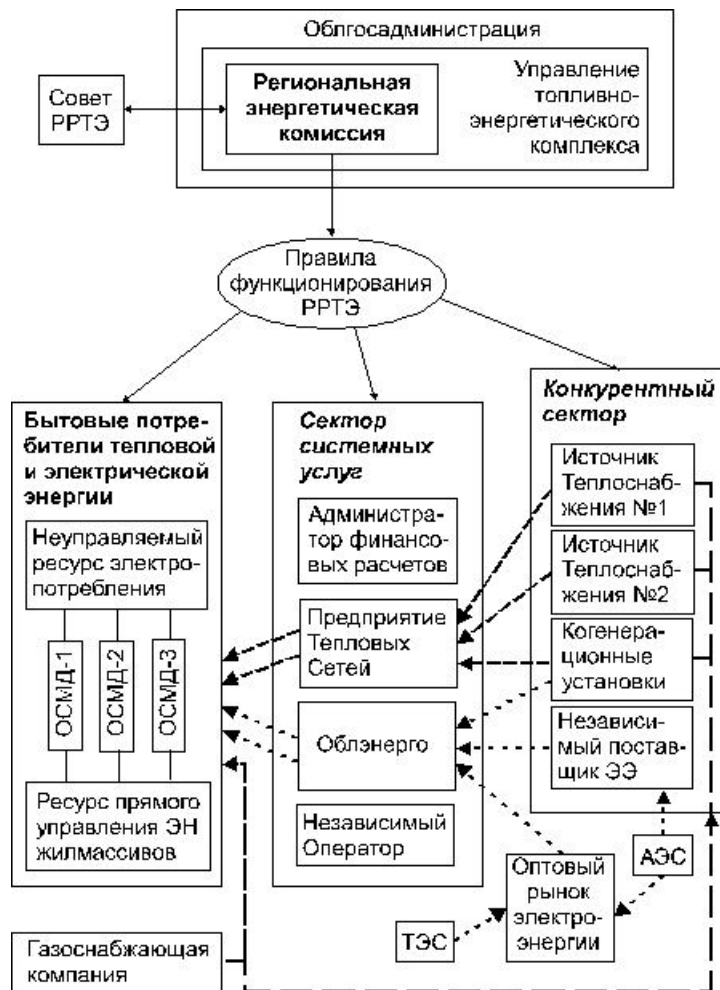 Облгосадминистрация
Совет
РРТЭ
Региональная
энергетическая
комиссия
Управление
топливно-
энергетического
комплекса
Правила
функционирования
РРТЭ
Бытовые потре-
бители тепловой
и электрической
энергии
Неуправляемый
ресурс электро-
потребления
ОСМД-1
ОСМД-2
ОСМД-3
Ресурс прямого
управления ЭН
жилмассивов
Газоснабжающая
компания
Сектор
системных
услуг
Администра-
тор финансо-
вых расчетов
Предприятие
Тепловых
Сетей
Облэнерго
Независимый
Оператор
Конкурентный
сектор
Источник
Теплоснаб-
жения №1
Источник
Теплоснаб-
жения №2
Когенера-
ционные
установки
Независи-
мый постав-
щик ЭЭ
АЭС
Оптовый
рынок
электро-
энергии
ТЭС